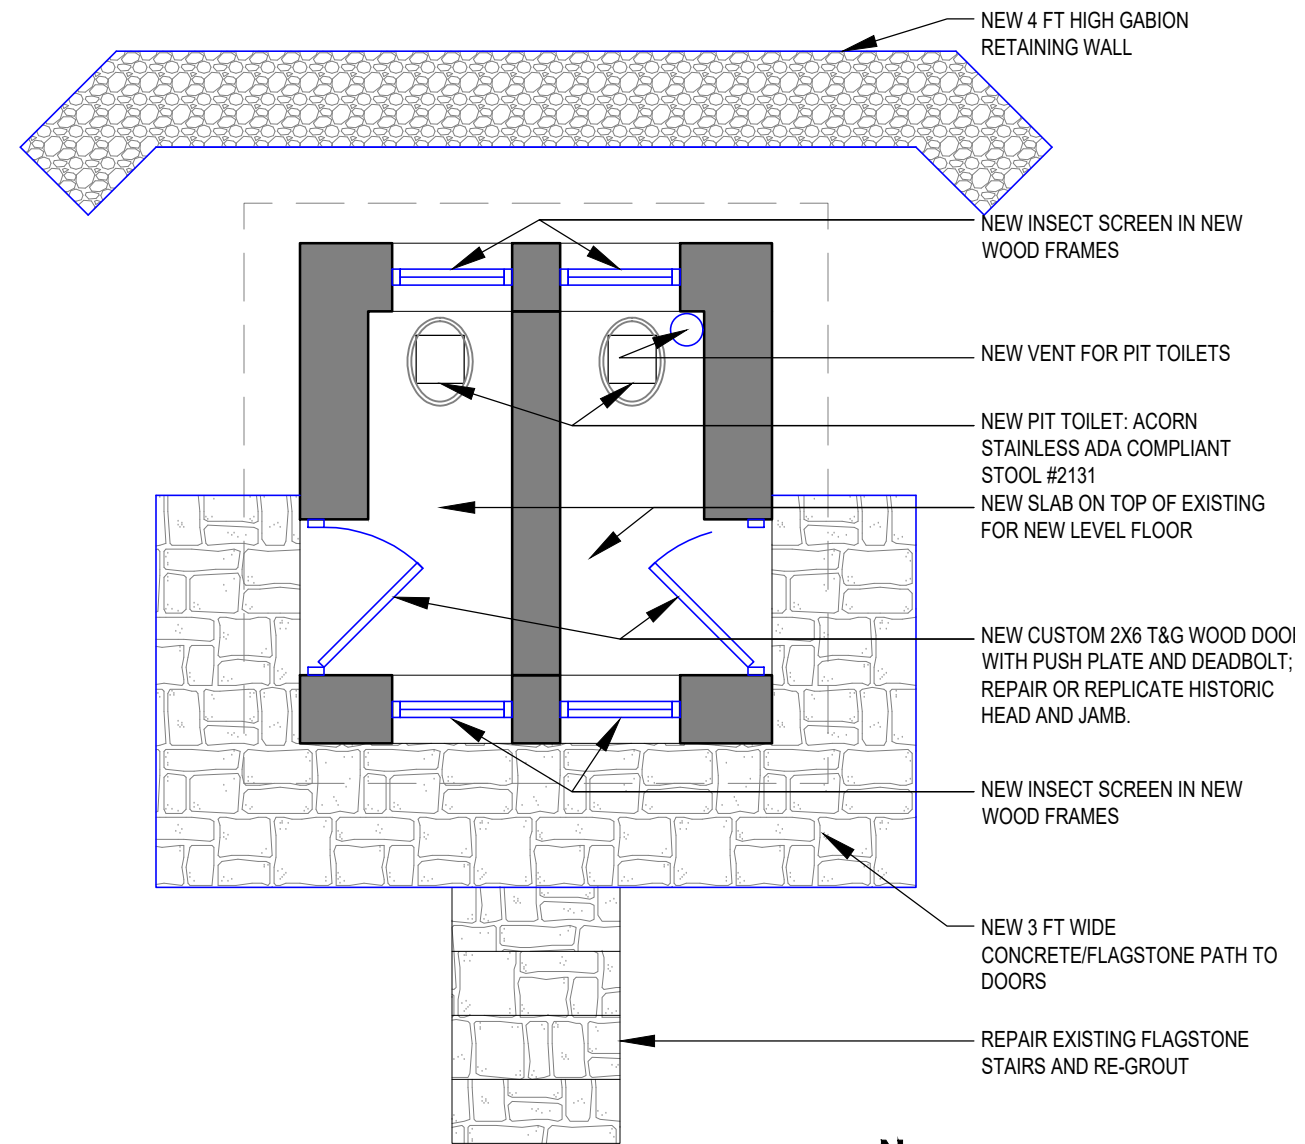 NEW 4 FT HIGH GABION
RETAINING WALL
NEW INSECT SCREEN IN NEW
WOOD FRAMES
NEW VENT FOR PIT TOILETS
NEW PIT TOILET: ACORN
STAINLESS ADA COMPLIANT
STOOL #2131
NEW SLAB ON TOP OF EXISTING
FOR NEW LEVEL FLOOR
NEW CUSTOM 2X6 T&G WOOD DOOR
WITH PUSH PLATE AND DEADBOLT;
REPAIR OR REPLICATE HISTORIC
HEAD AND JAMB.
NEW INSECT SCREEN IN NEW
WOOD FRAMES
NEW 3 FT WIDE
CONCRETE/FLAGSTONE PATH TO
DOORS
REPAIR EXISTING FLAGSTONE
STAIRS AND RE-GROUT